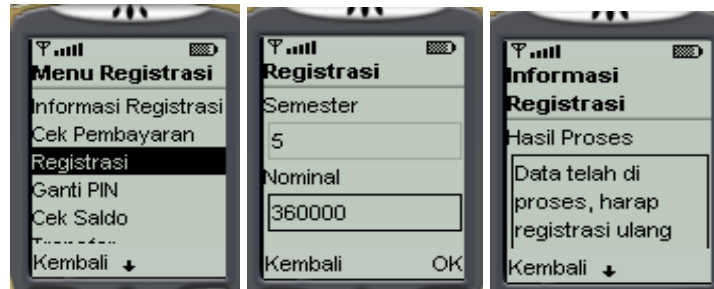 Menu Registrasi
Informasi Registrasi
Cek Pembayaran
Registrasi
Ganti PIN
Cek Saldo
Kembali
Registrasi
Semester
5
Nominal
360000
Kembali OK
Informasi
Registrasi
Hasil Proses
Data telah di
proses, harap
registrasi ulang
Kembali